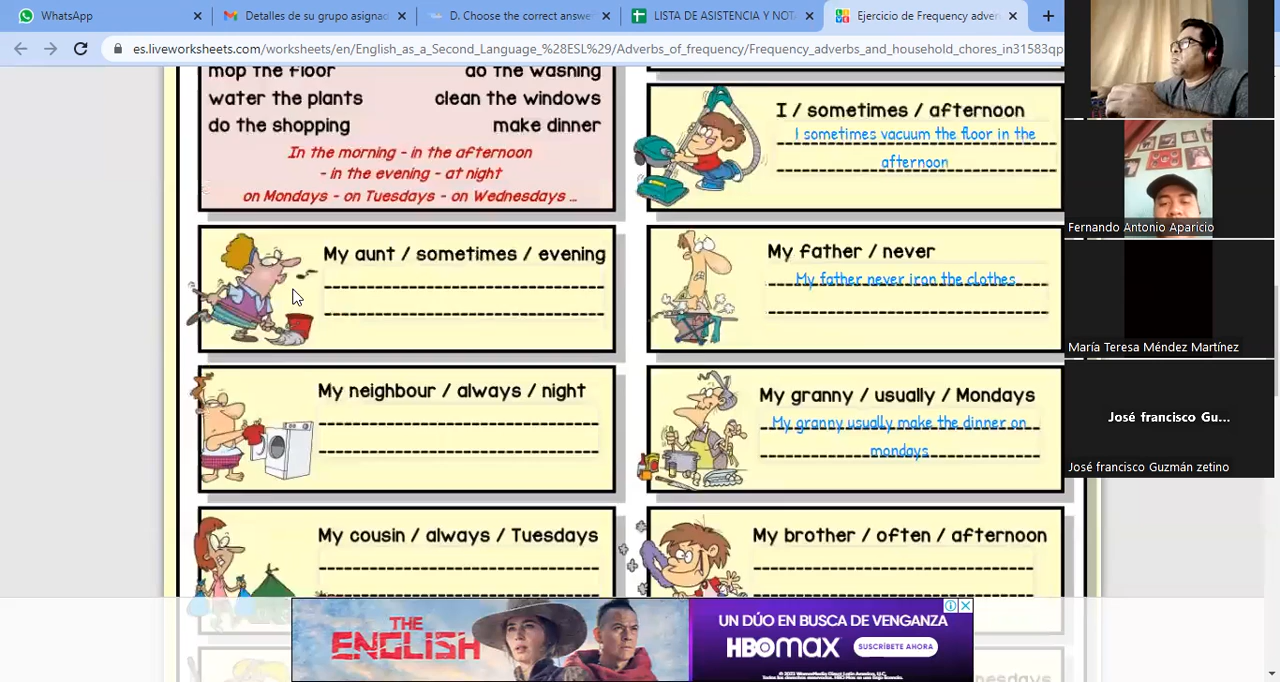 WhatsApp
Detalles de su grupo asignad
D. Choose the correct answer
LISTA DE ASISTENCIA Y NOT
Ejercicio de Frequency adver
es.liveworksheets.com/worksheets/en/English_as_a_Second_Language_%28ESL%29/Adverbs_of_frequency/Frequency_adverbs_and_household_chores_in31583qp
mop the floor
do the washing
water the plants
clean the windows
do the shopping
make dinner
In the morning - in the afternoon
- in the evening - at night
on Mondays - on Tuesdays - on Wednesdays ...
I / sometimes / afternoon
I sometimes vacuum the floor in the
afternoon
My aunt / sometimes / evening
My father / never
My father never iron the clothes.
My neighbour / always / night
My granny / usually / Mondays
My granny usually make the dinner on
mondays
My cousin / always / Tuesdays
My brother / often / afternoon
nesdays
Fernando Antonio Aparicio
María Teresa Méndez Martínez
José francisco Gu...
José francisco Guzmán zetino
THE
ENGLISH
UN DÚO EN BUSCA DE VENGANZA
HBOMAX
SUSCRÍBETE AHORA